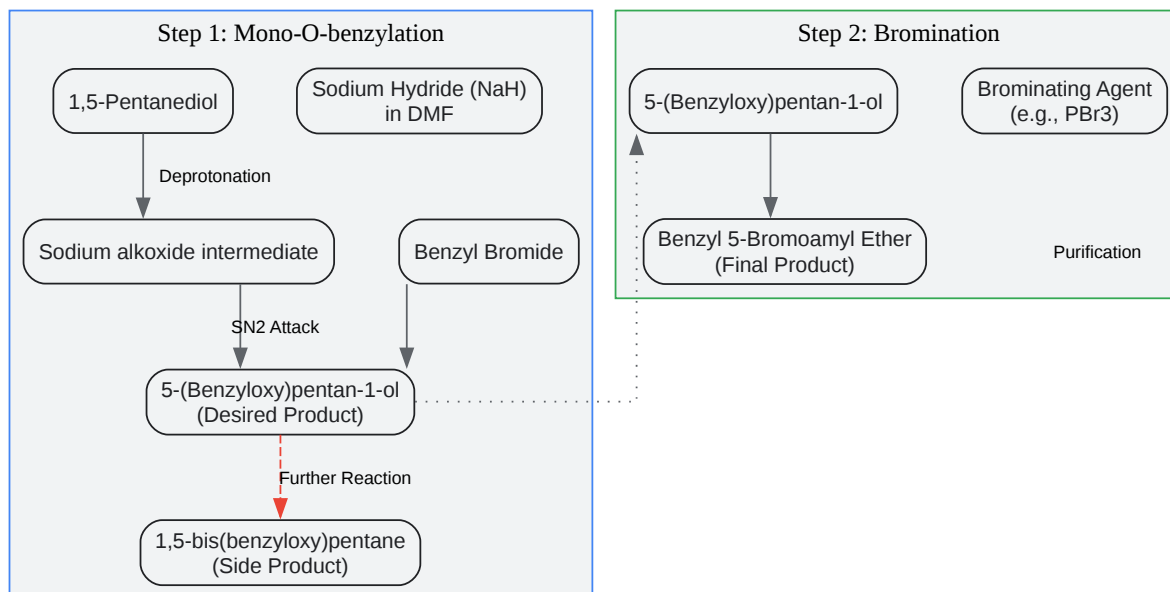 Step 1: Mono-O-benzylation
1,5-Pentanediol
Sodium Hydride (NaH)
in DMF
Deprotonation
Sodium alkoxide intermediate
Benzyl Bromide
SN2 Attack
5-(Benzyloxy)pentan-1-ol
(Desired Product)
Further Reaction
1,5-bis(benzyloxy)pentane
(Side Product)
Step 2: Bromination
5-(Benzyloxy)pentan-1-ol
Brominating Agent
(e.g., PBr3)
Benzyl 5-Bromoamyl Ether
(Final Product)
Purification